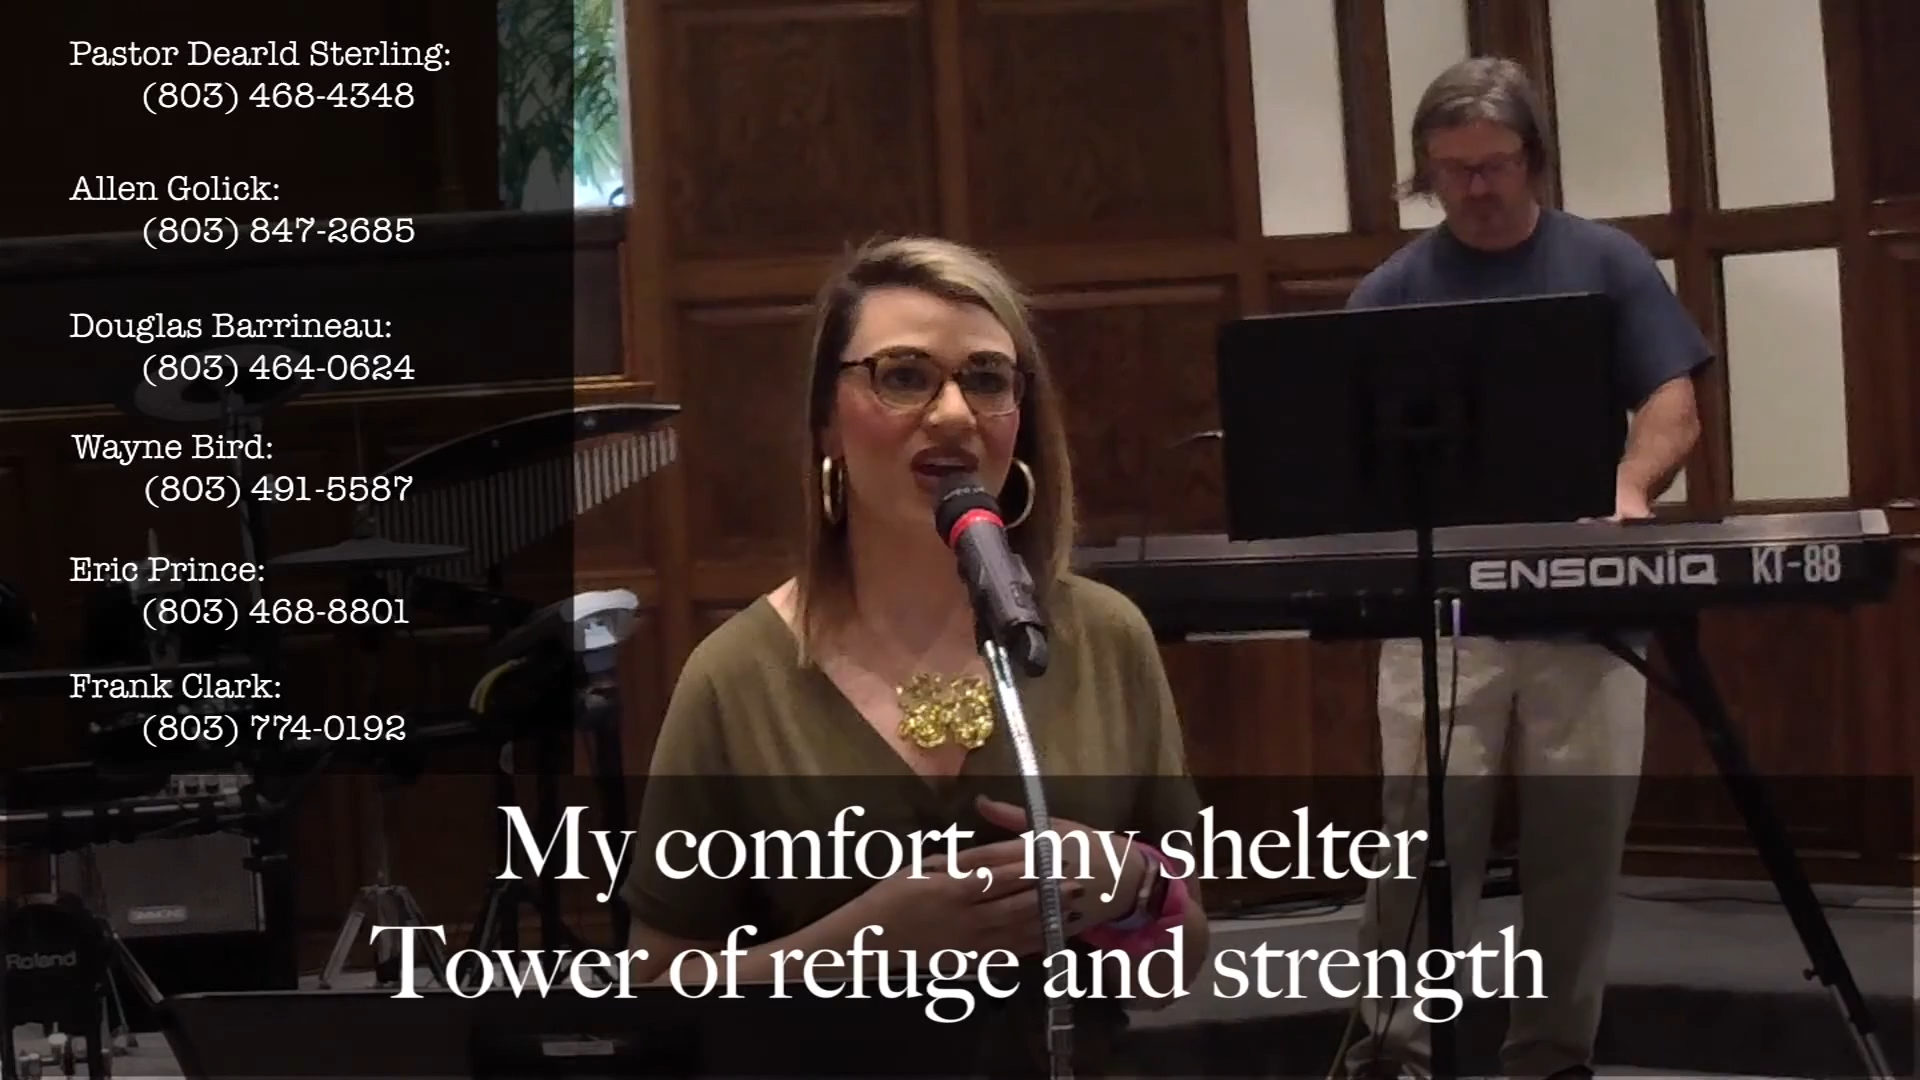 Pastor Dearld Sterling:
(803) 468-4348
Allen Golick:
(803) 847-2685
Douglas Barrineau:
(803) 464-0624
Wayne Bird:
(803) 491-5587
Eric Prince:
(803) 468-8801
Frank Clark:
(803) 774-0192
ENSONIQ KT-88
My comfort, my shelter
Tower of refuge and strength
Roland